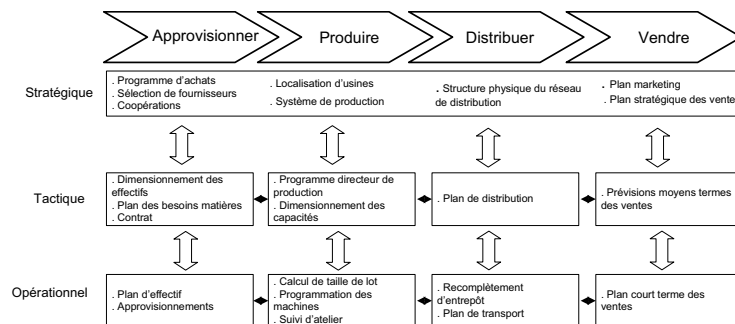 Approvisionner
Produire
Distribuer
Vendre
Stratégique
. Programme d'achats
. Sélection de fournisseurs
. Coopérations
. Localisation d'usines
. Système de production
. Structure physique du réseau
de distribution
. Plan marketing
. Plan stratégique des ventes
Tactique
. Dimensionnement des
effectifs
. Plan des besoins matières
. Contrat
. Programme directeur de
production
. Dimensionnement des
capacités
. Plan de distribution
. Prévisions moyens termes
des ventes
Opérationnel
. Plan d'effectif
. Approvisionnements
. Calcul de taille de lot
. Programmation des
machines
. Suivi d'atelier
. Recomplètement
d'entrepôt
. Plan de transport
. Plan court terme des
ventes